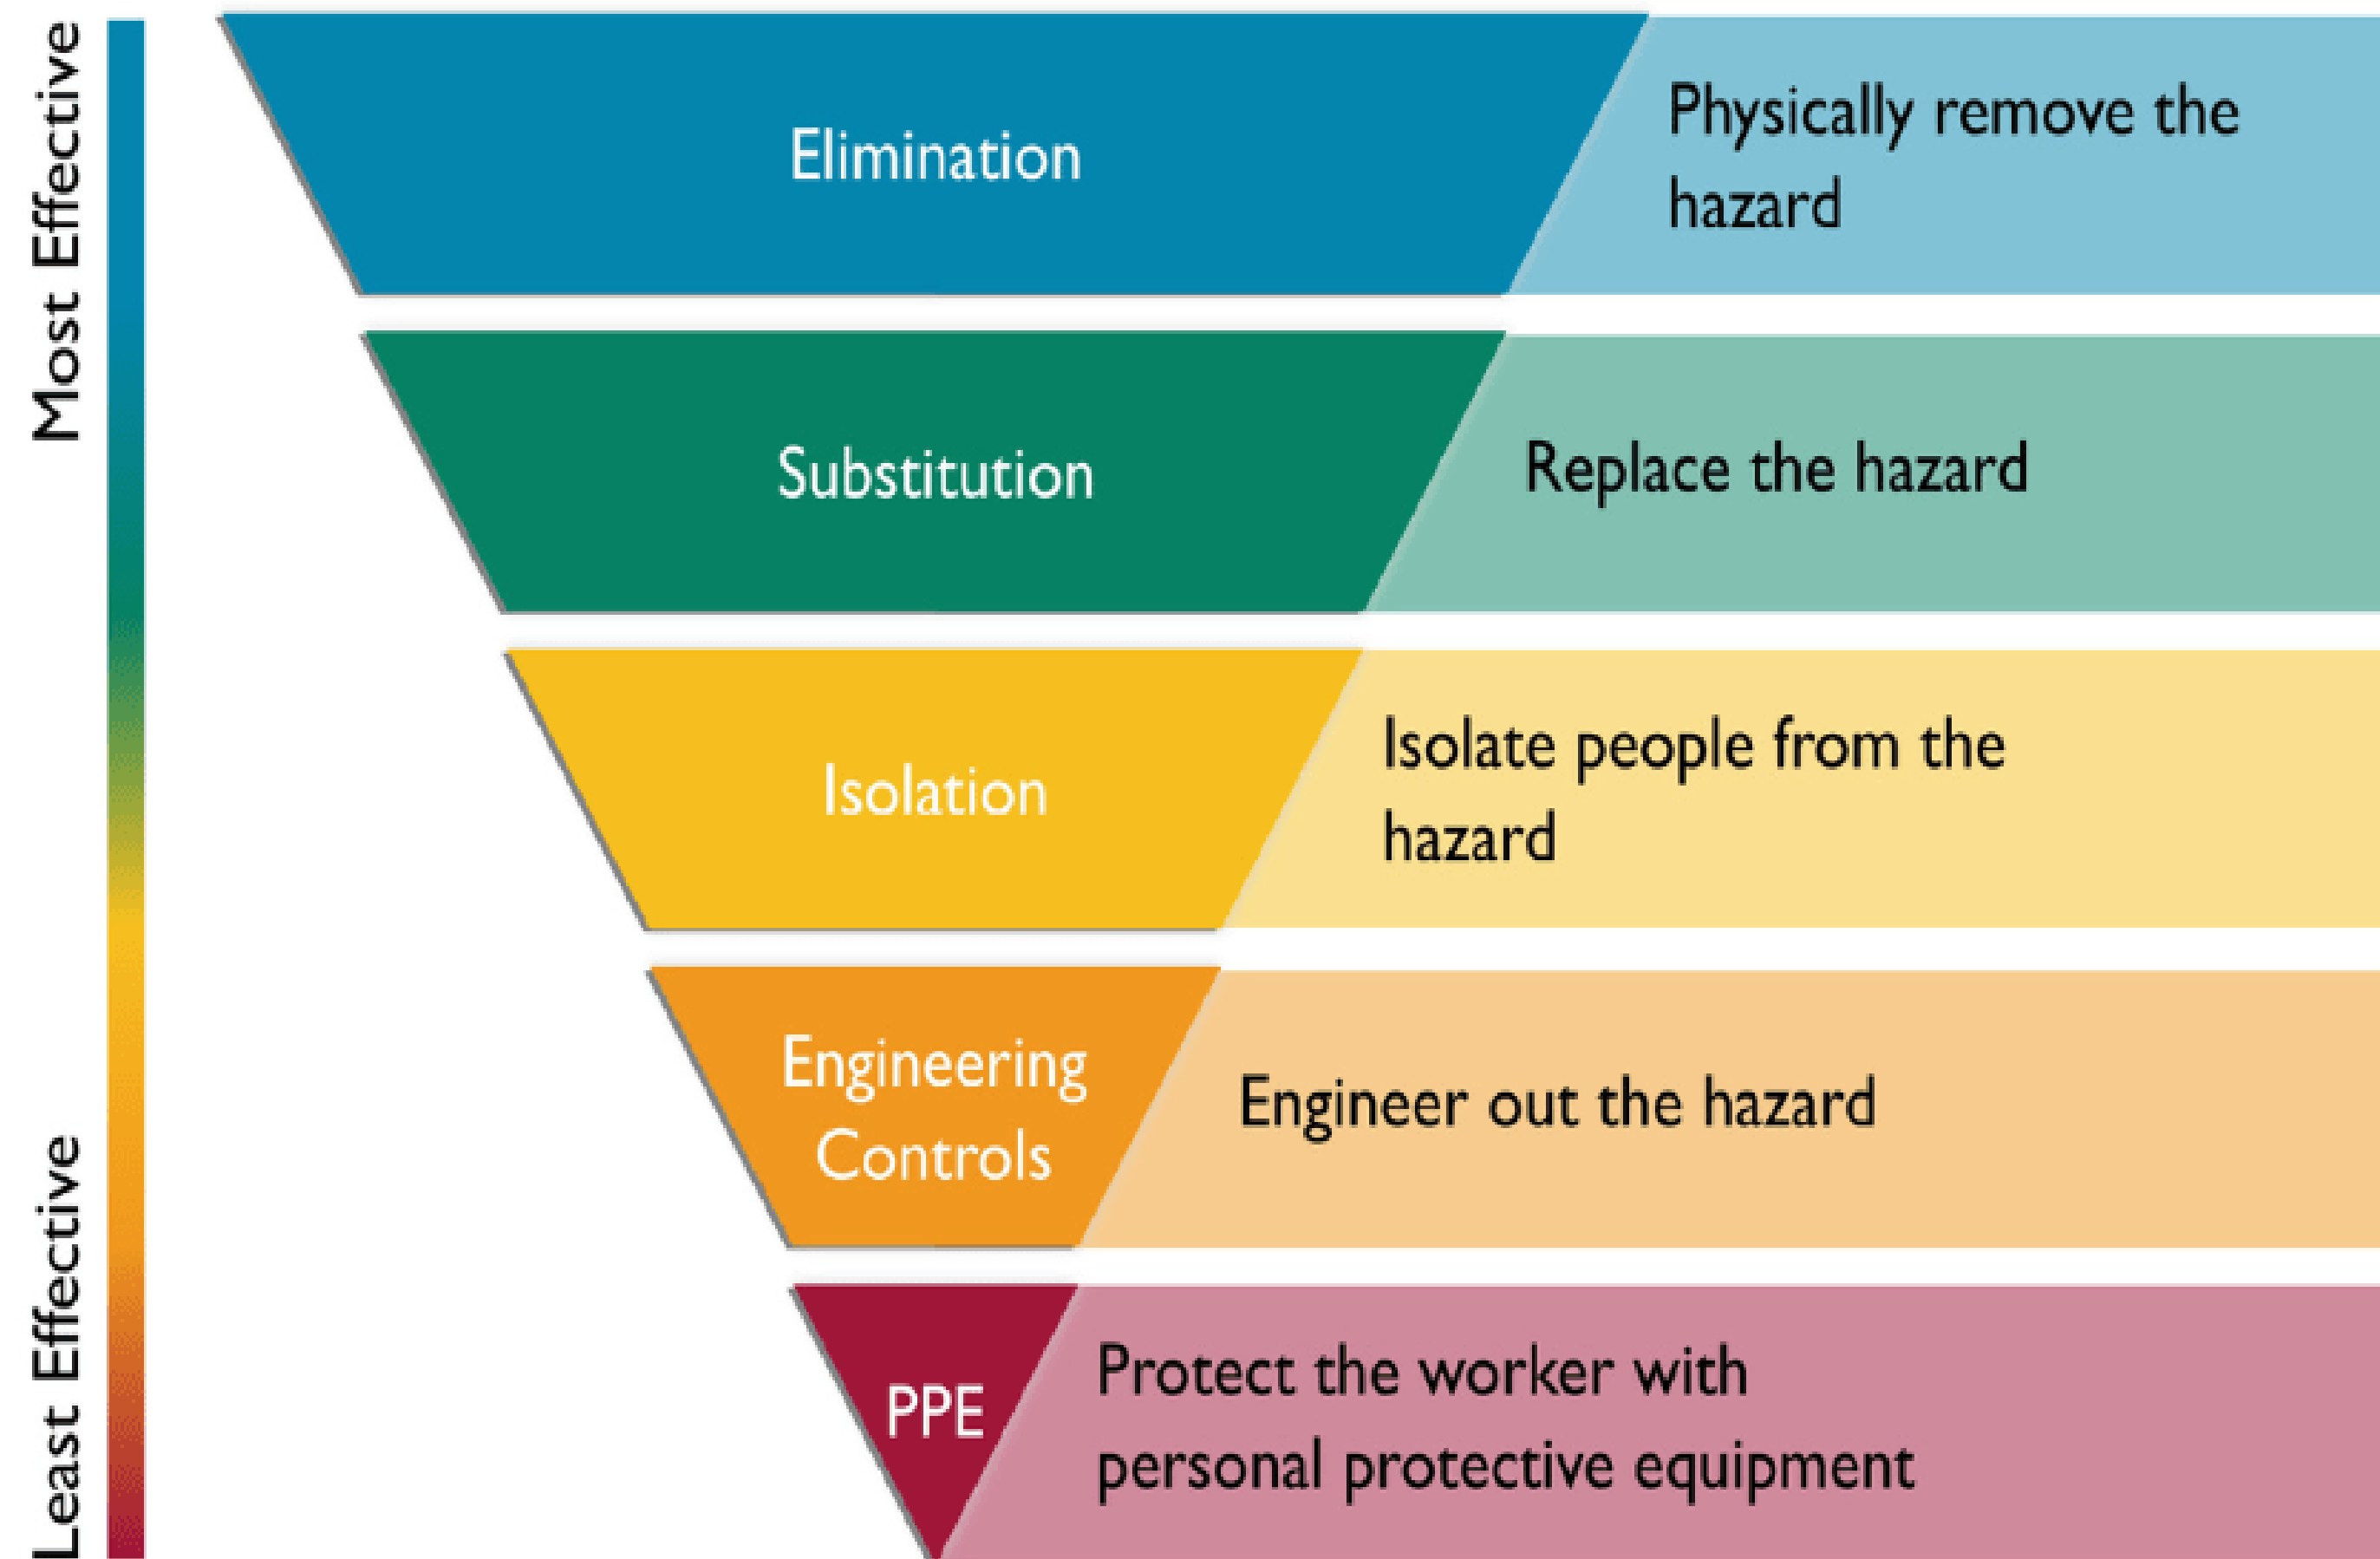 Most Effective
Least Effective
Elimination
Physically remove the
hazard
Substitution
Replace the hazard
Isolation
Isolate people from the
hazard
Engineering
Controls
Engineer out the hazard
PPE
Protect the worker with
personal protective equipment